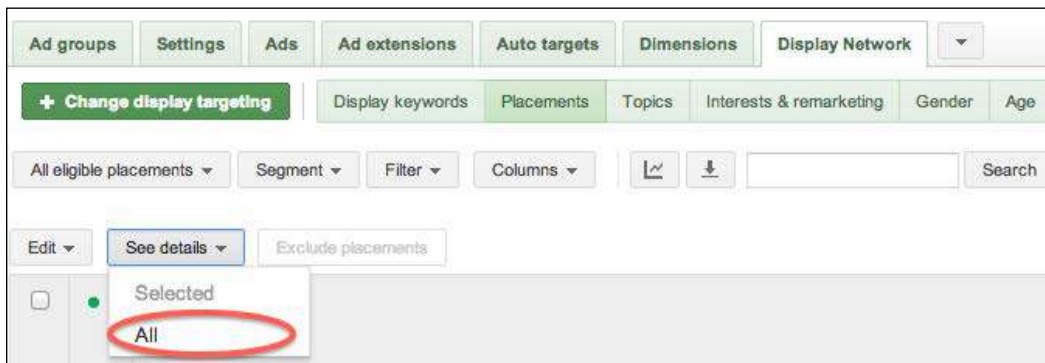 Ad groups Settings Ads Ad extensions Auto targets Dimensions Display Network
+ Change display targeting Display keywords Placements Topics Interests & remarketing Gender Age
All eligible placements Segment Filter Columns Search
Edit See details Exclude placements
Selected
All